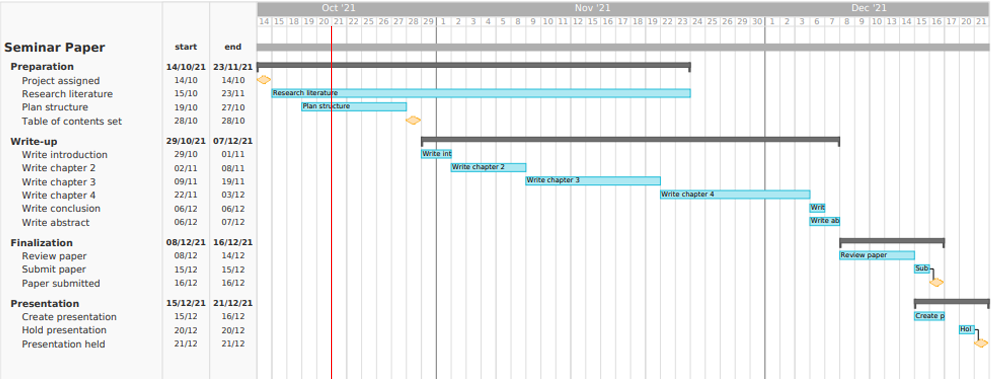 Oct '21 Nov '21 Dec '21
14 15 18 19 20 21 22 25 26 27 28 29 1 2 3 4 5 8 9 10 11 12 15 16 17 18 19 22 23 24 25 26 29 30 1 2 3 6 7 8 9 10 13 14 15 16 17 20 21
Seminar Paper start end
Preparation 14/10/21 23/11/21
Project assigned 14/10 14/10
Research literature 15/10 23/11 Research literature
Plan structure 19/10 27/10 Plan structure
Table of contents set 28/10 28/10
Write-up 29/10/21 07/12/21
Write introduction 29/10 01/11 Write int
Write chapter 2 02/11 08/11 Write chapter 2
Write chapter 3 09/11 19/11 Write chapter 3
Write chapter 4 22/11 03/12 Write chapter 4
Write conclusion 06/12 06/12 Writ
Write abstract 06/12 07/12 Write ab
Finalization 08/12/21 16/12/21
Review paper 08/12 14/12 Review paper
Submit paper 15/12 15/12 Sub
Paper submitted 16/12 16/12
Presentation 15/12/21 21/12/21
Create presentation 15/12 16/12 Create p
Hold presentation 20/12 20/12 Hol
Presentation held 21/12 21/12